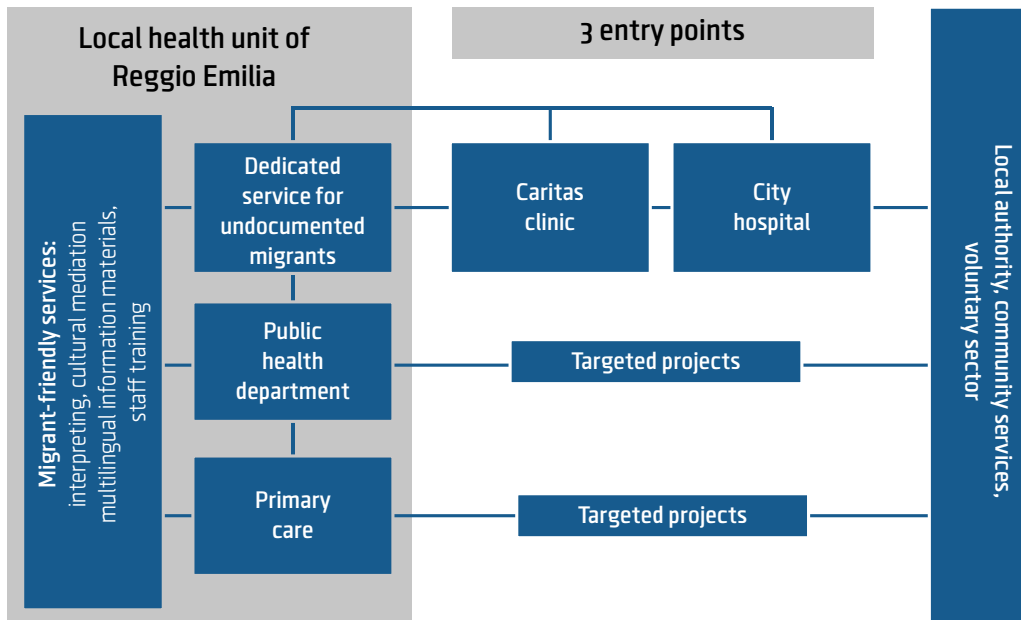 Local health unit of
Reggio Emilia
3 entry points
Migrant-friendly services:
interpreting, cultural mediation
multilingual information materials,
staff training
Dedicated
service for
undocumented
migrants
Caritas
clinic
City
hospital
Public
health
department
Targeted projects
Primary
care
Targeted projects
Local authority, community services,
voluntary sector